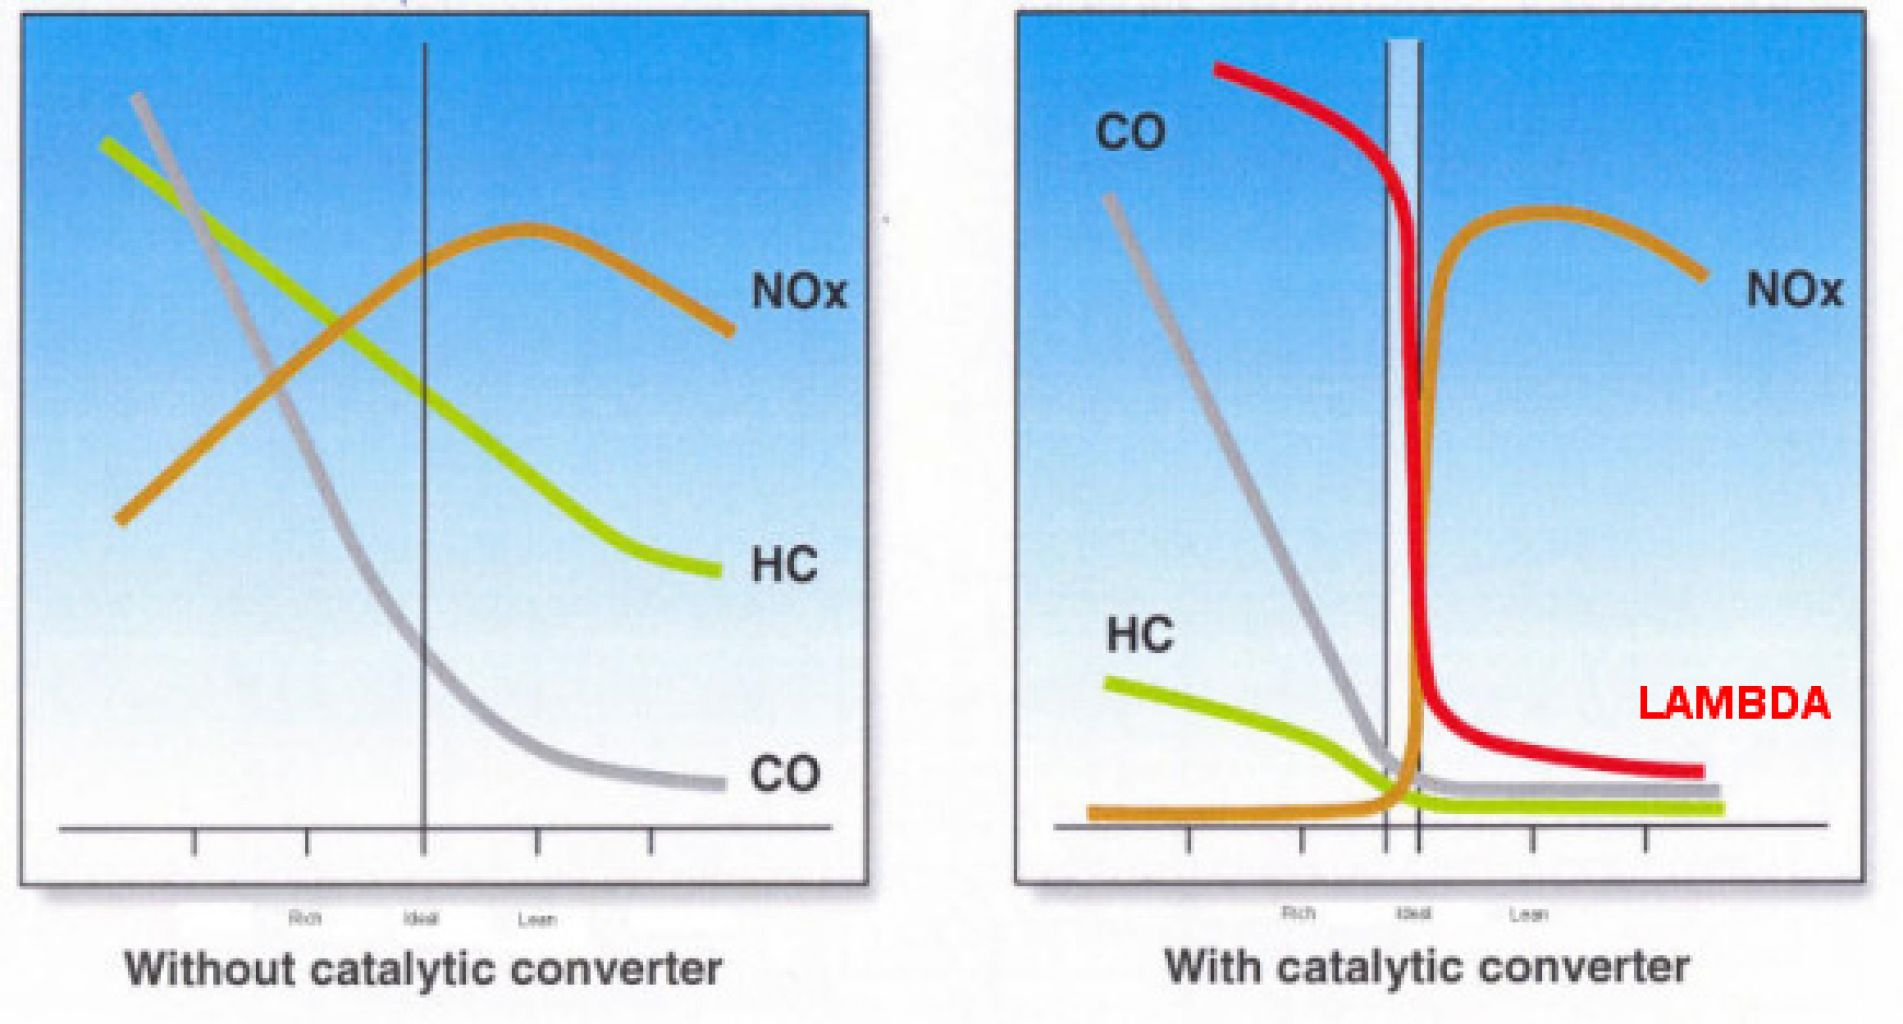 NOx
HC
CO
Rich Ideal Lean
Without catalytic converter
CO
NOx
HC
LAMBDA
Rich Ideal Lean
With catalytic converter